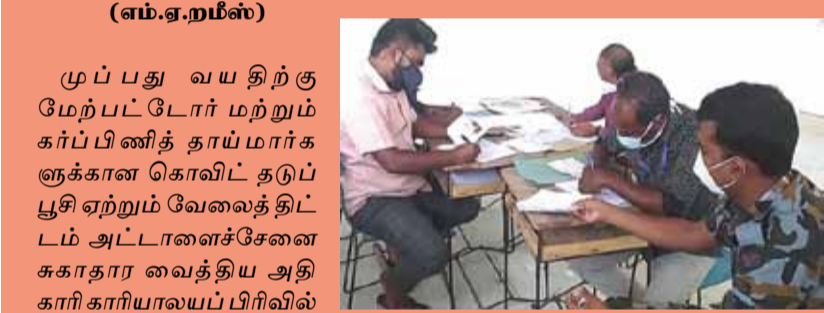 (எம்.ஏ.றமீஸ்)
முப்பது வயதிற்கு
மேற்பட்டோர் மற்றும்
கர்ப்பிணித் தாய்மார்க
ளுக்கான கொவிட் தடுப்
பூசி ஏற்றும் வேலைத்திட்
டம் அட்டாளைச்சேனை
சுகாதார வைத்திய அதி
காரி காரியாலயப் பிரிவில்